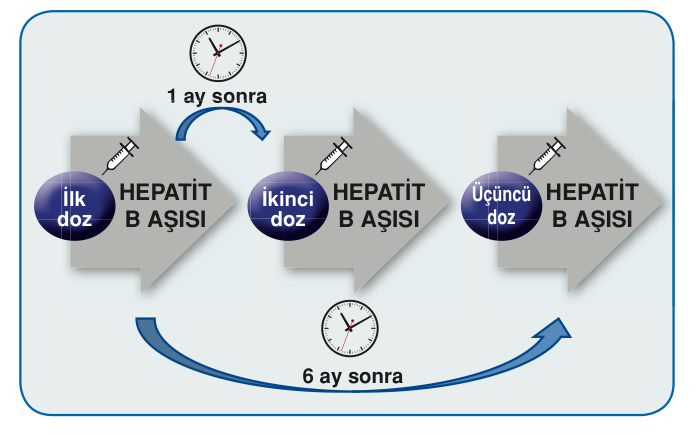 1 ay sonra
İlk
doz
HEPATİT
B AŞISI
İkinci
doz
HEPATİT
B AŞISI
Üçüncü
doz
HEPATİT
B AŞISI
6 ay sonra